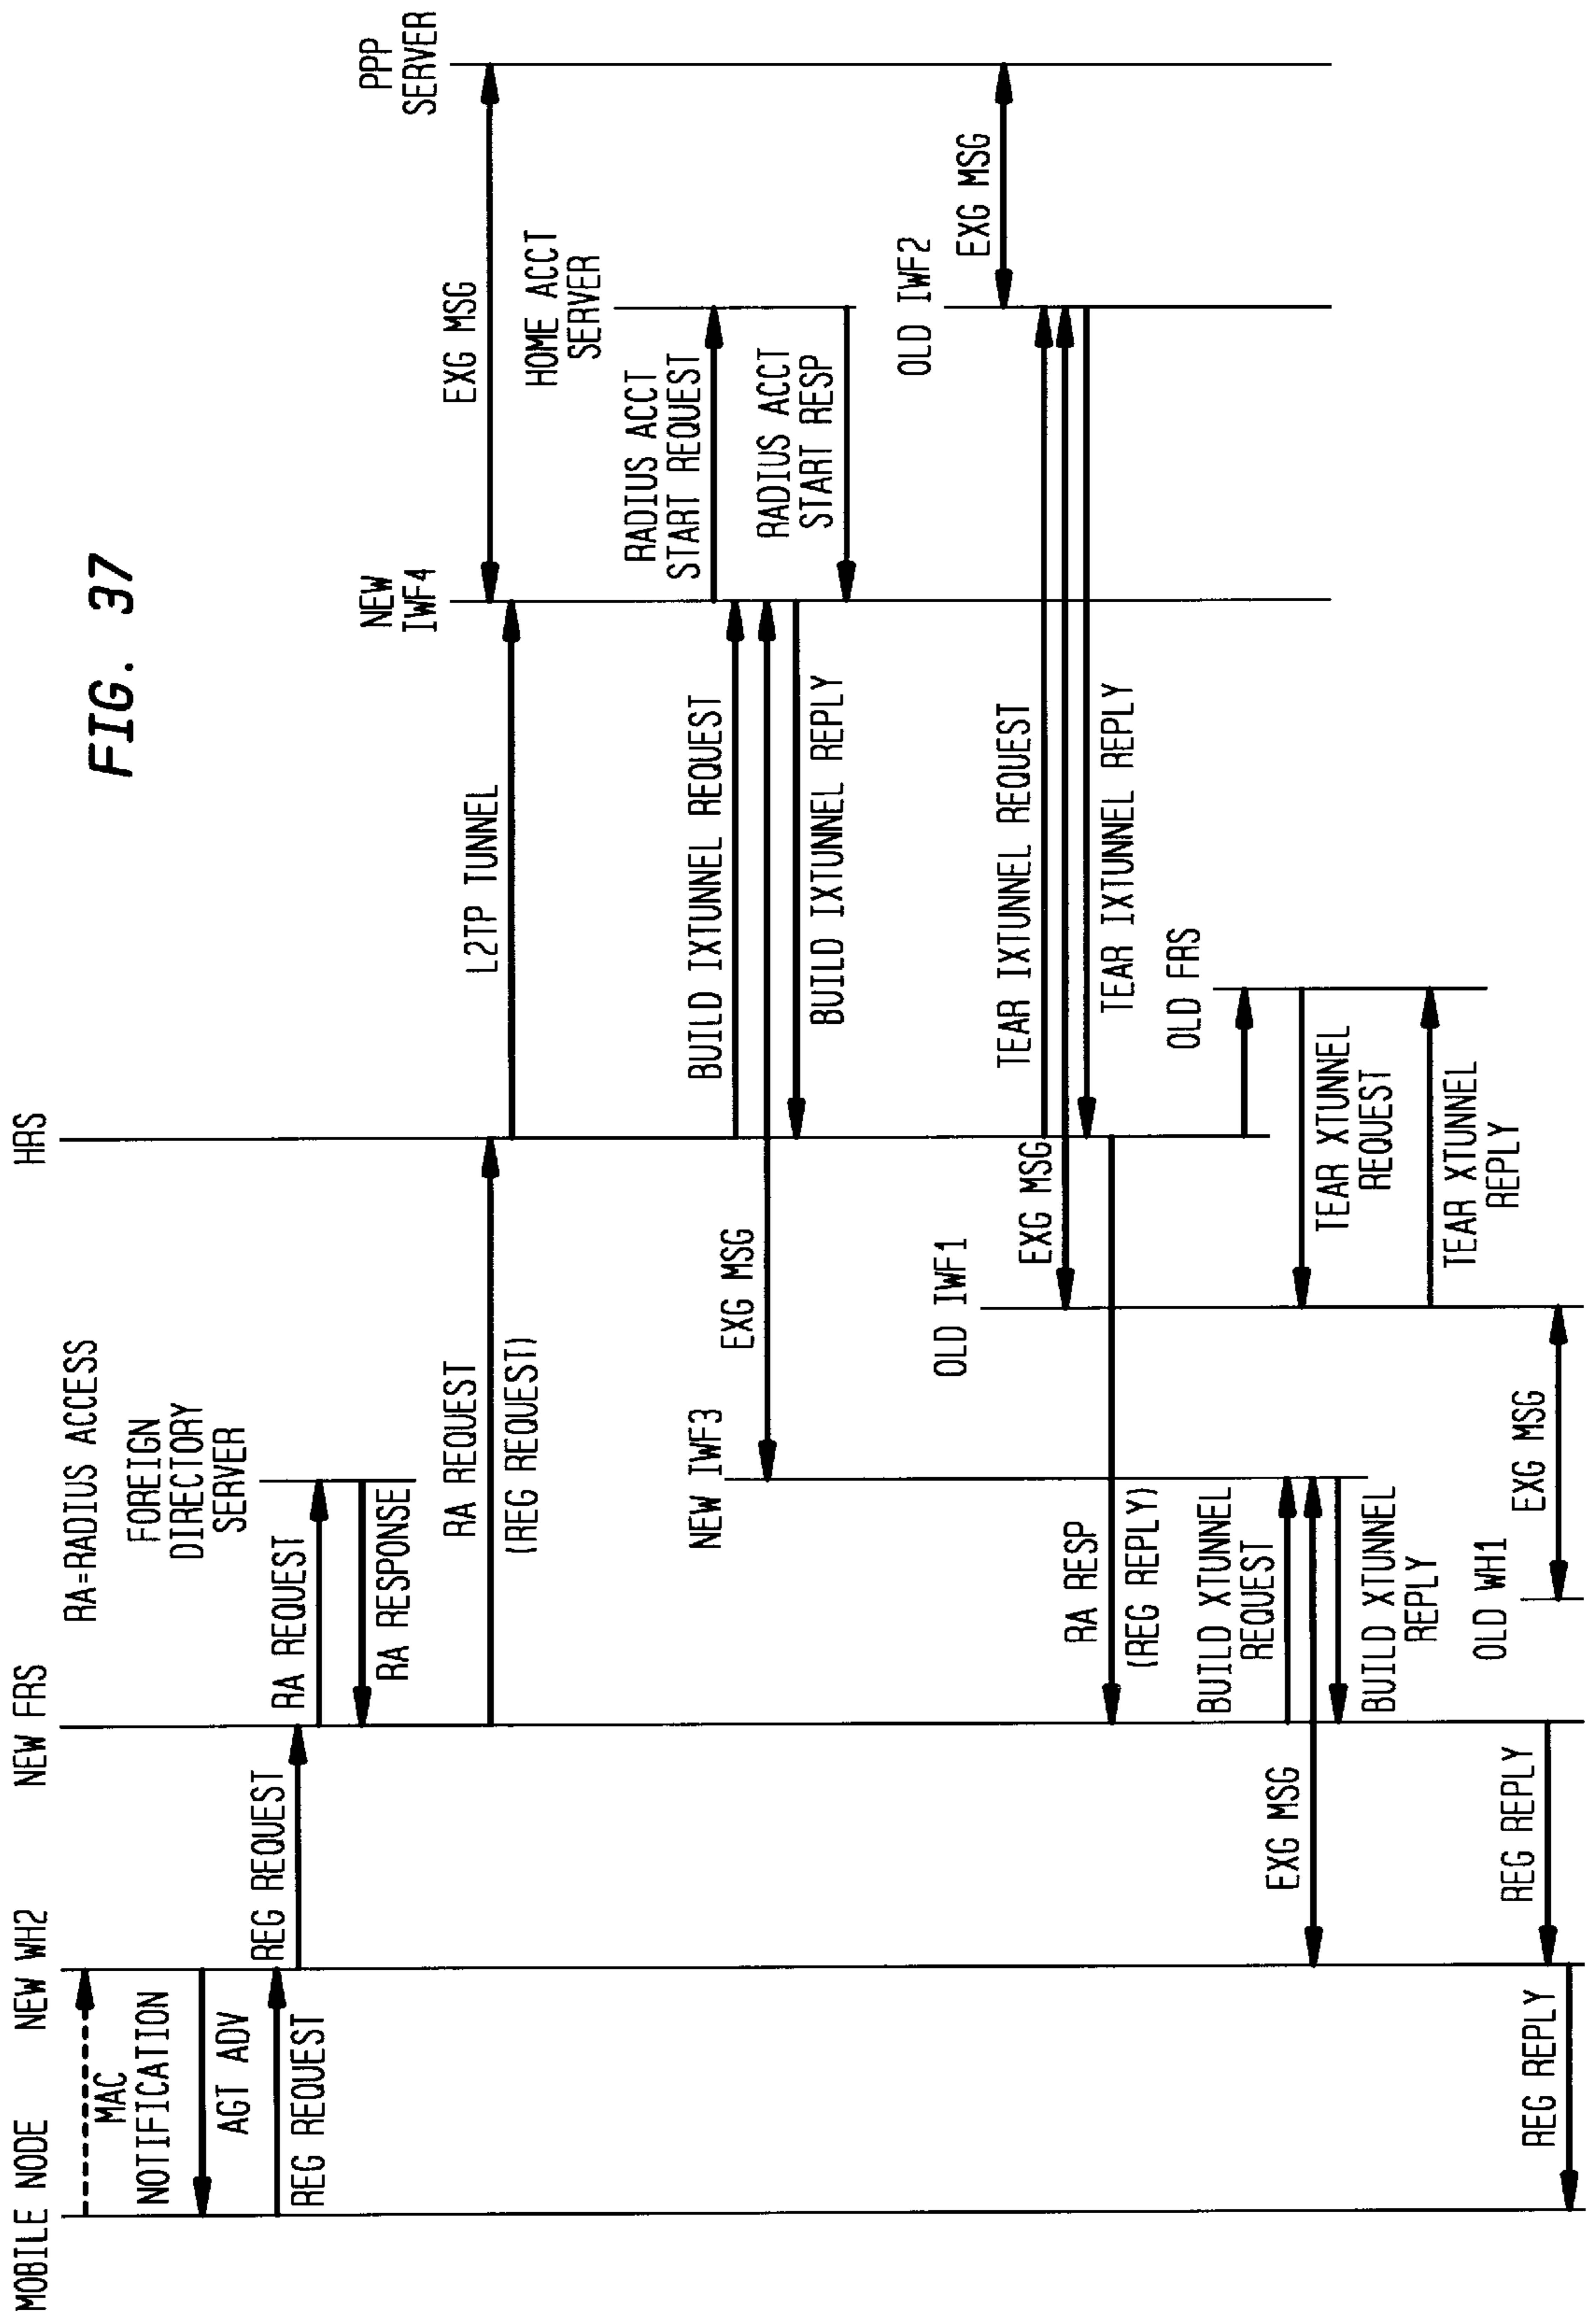 FIG. 37
MOBILE NODE
NEW WH2
NEW FRS
HRS
RA=RADIUS ACCESS
MAC
NOTIFICATION
AGT ADV
REG REQUEST
REG REQUEST
FOREIGN
DIRECTORY
SERVER
RA REQUEST
RA RESPONSE
NEW
IWF4
PPP
SERVER
EXG MSG
RA REQUEST
(REG REQUEST)
L2TP TUNNEL
HOME ACCT
SERVER
RADIUS ACCT
START REQUEST
BUILD IXTUNNEL REQUEST
NEW IWF3
EXG MSG
RADIUS ACCT
START RESP
BUILD IXTUNNEL REPLY
OLD IWF2
OLD IWF1
EXG MSG
TEAR IXTUNNEL REQUEST
EXG MSG
TEAR IXTUNNEL REPLY
RA RESP
(REG REPLY)
OLD FRS
BUILD XTUNNEL
REQUEST
EXG MSG
TEAR XTUNNEL
REQUEST
BUILD XTUNNEL
REPLY
TEAR XTUNNEL
REPLY
OLD WH1
EXG MSG
REG REPLY
REG REPLY